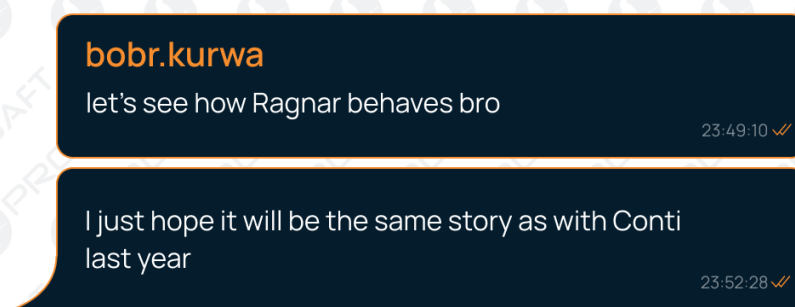 bobr.kurwa
let's see how Ragnar behaves bro
23:49:10
I just hope it will be the same story as with Conti
last year
23:52:28